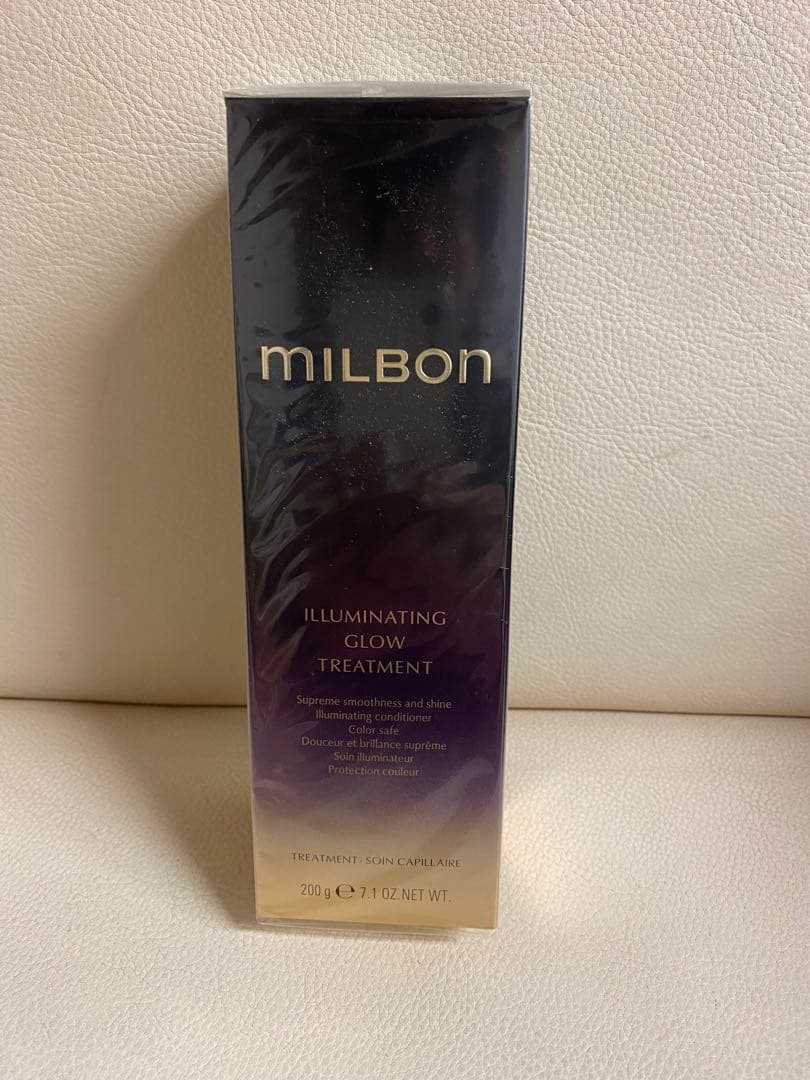 mILBOn
ILLUMINATING
GLOW
TREATMENT
Supreme smoothness and shine
Illuminating conditioner
Color safe
Douceur et brillance suprême
Soin illuminateur
Protection couleur
TREATMENT · SOIN CAPILLAIRE
200 g ℮ 7.1 OZ.NET WT.